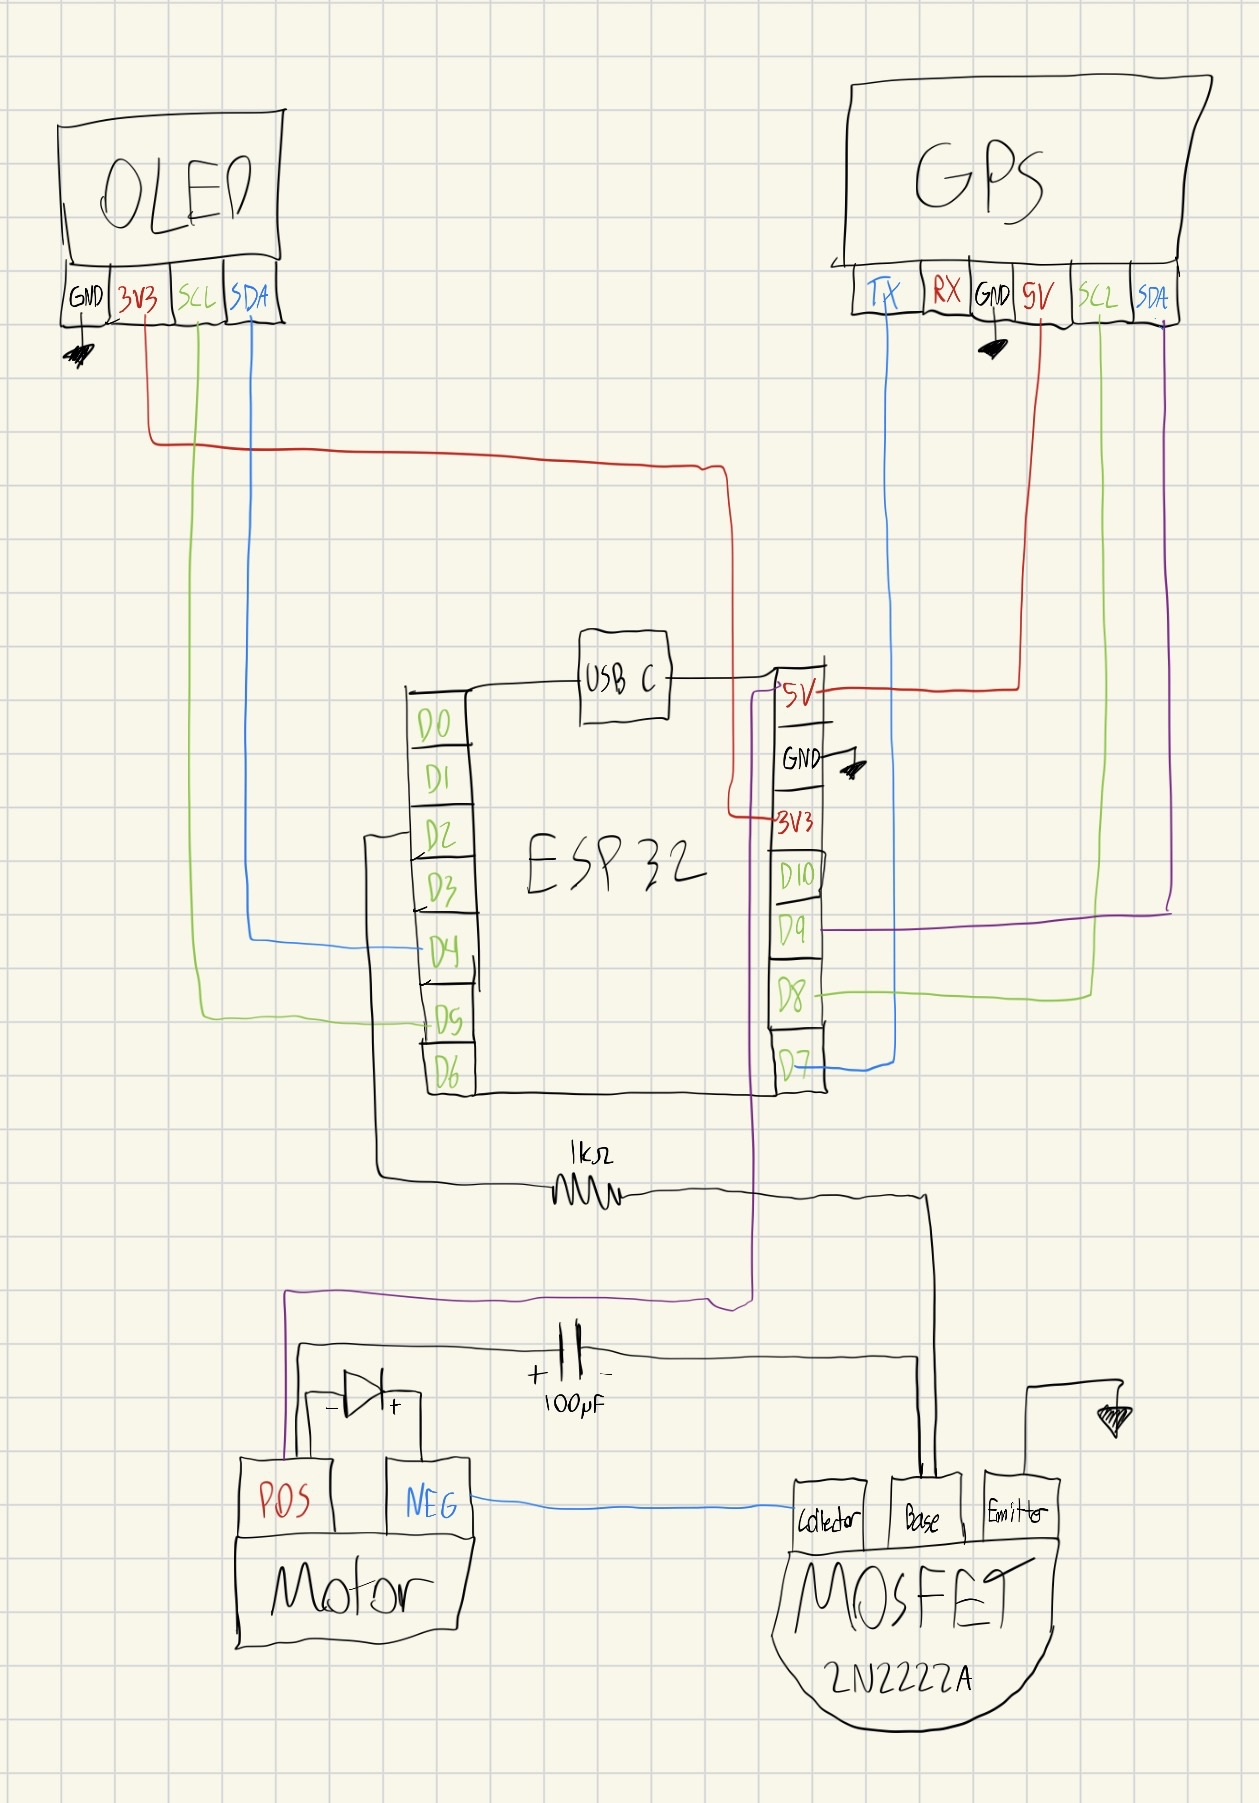 OLED
GPS
GND 3V3 SCL SDA
TX RX GND 5V SCL SDA
USB C
ESP32
D0
D1
D2
D3
D4
D5
D6
5V
GND
3V3
D10
D9
D8
D7
1kΩ
+ -
100μF
- +
POS NEG
Motor
Collector Base Emitter
MOSFET
2N2222A